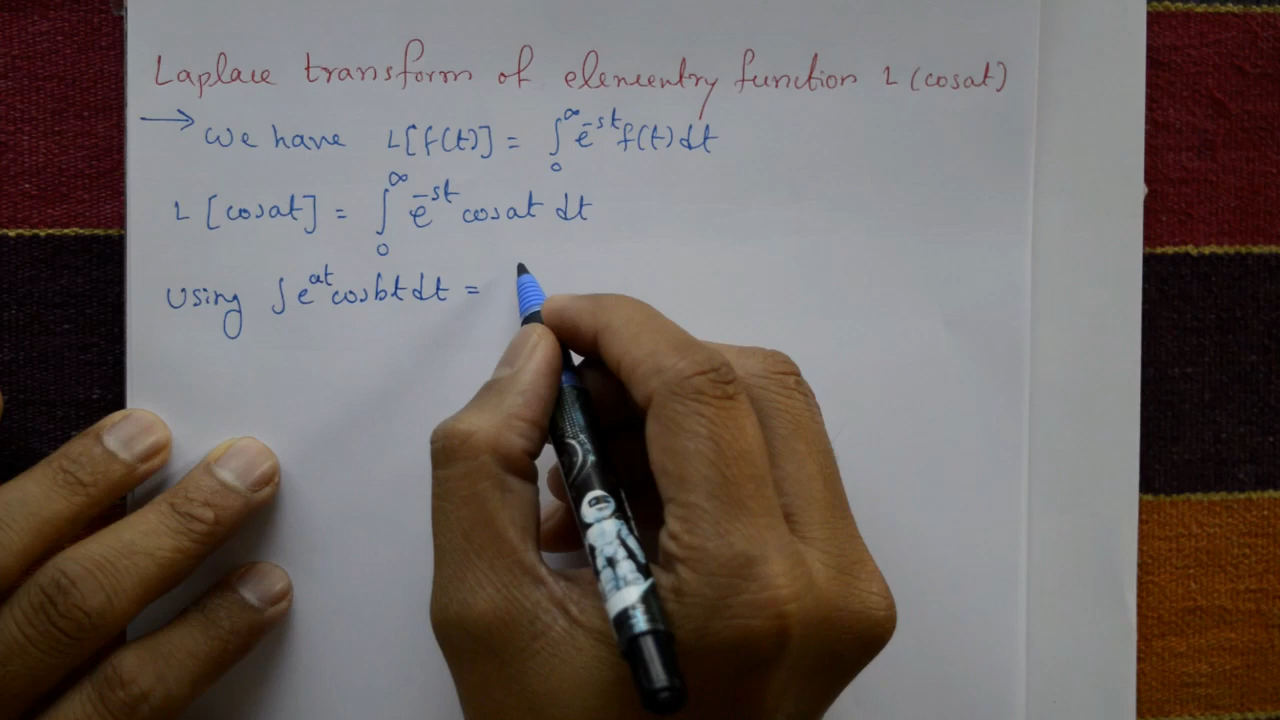 Laplace transform of elementry function L (cosat)
→ We have L[f(t)] = ∫₀^∞ e^-st f(t) dt
L [cosat] = ∫₀^∞ e^-st cosat dt
Using ∫ e^at cosbt dt =